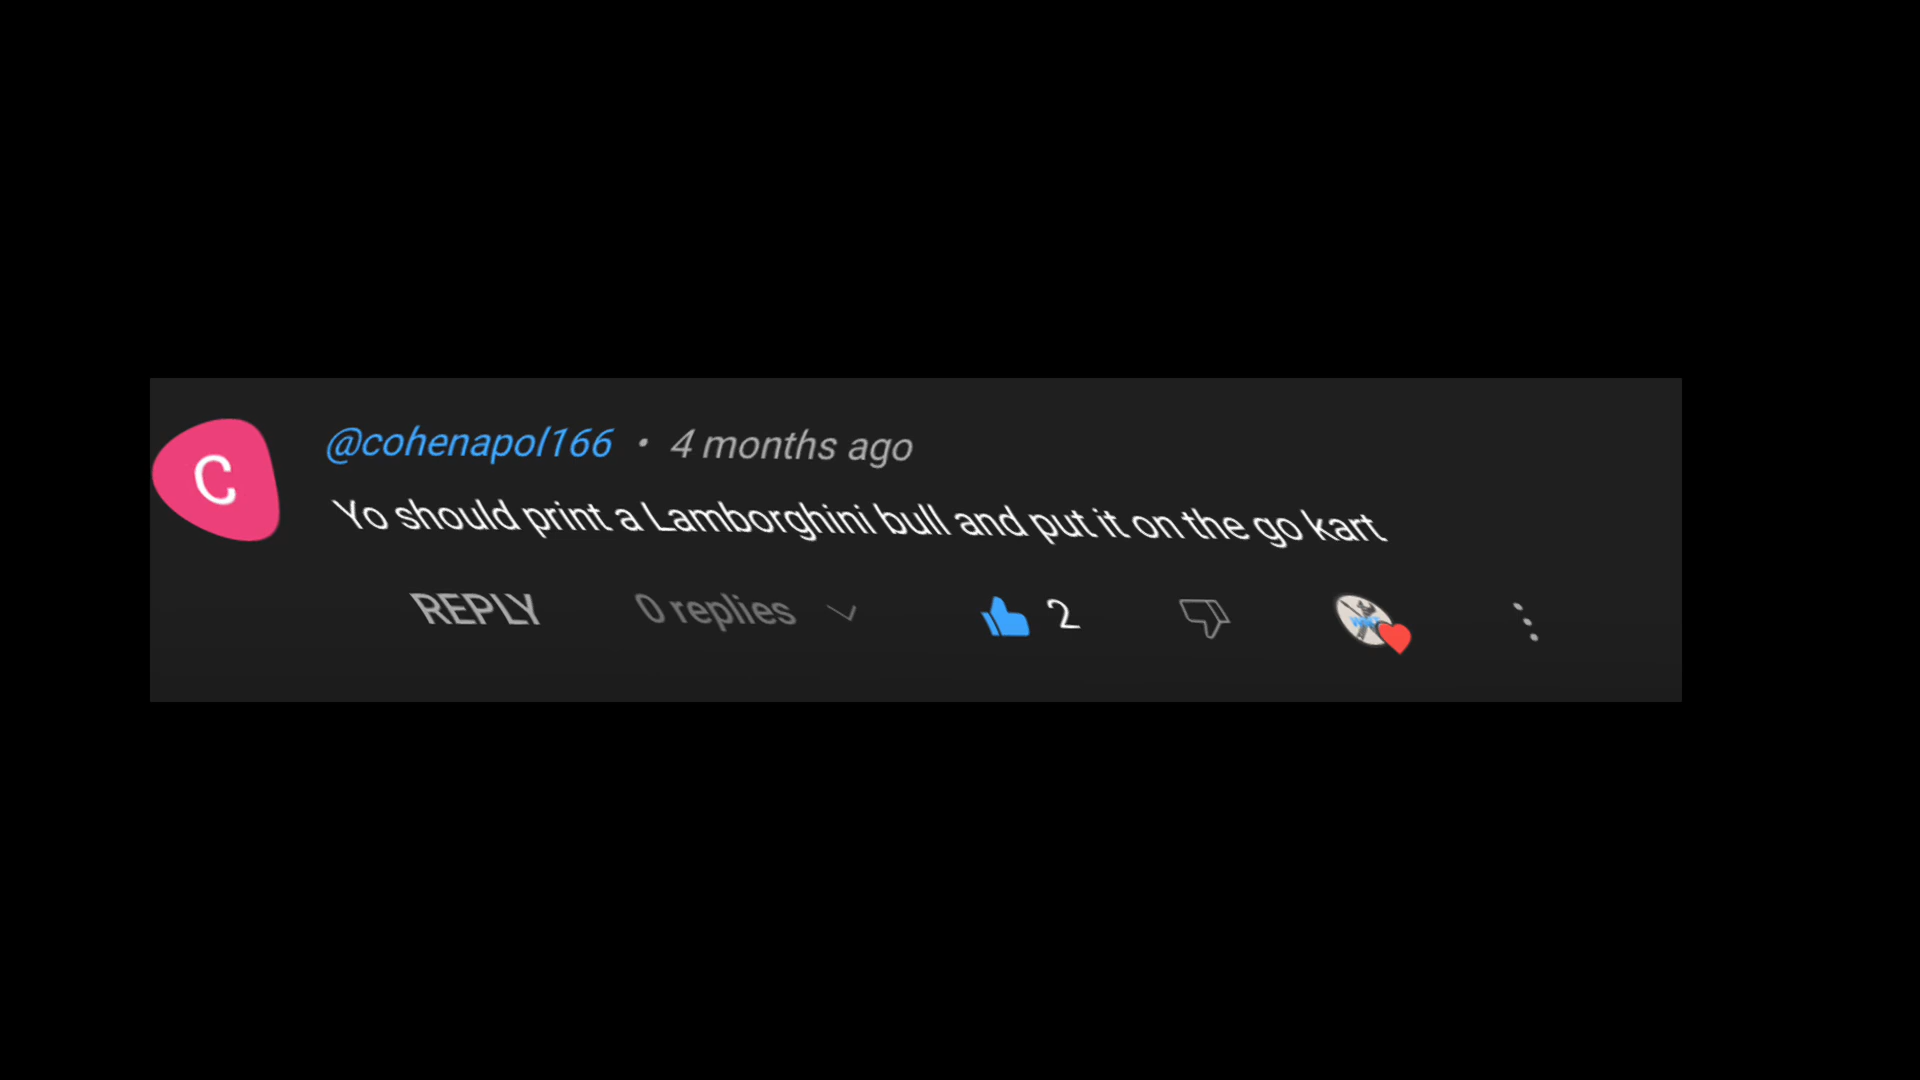 C
@cohenapol166 • 4 months ago
Yo should print a Lamborghini bull and put it on the go kart
REPLY 0 replies 2